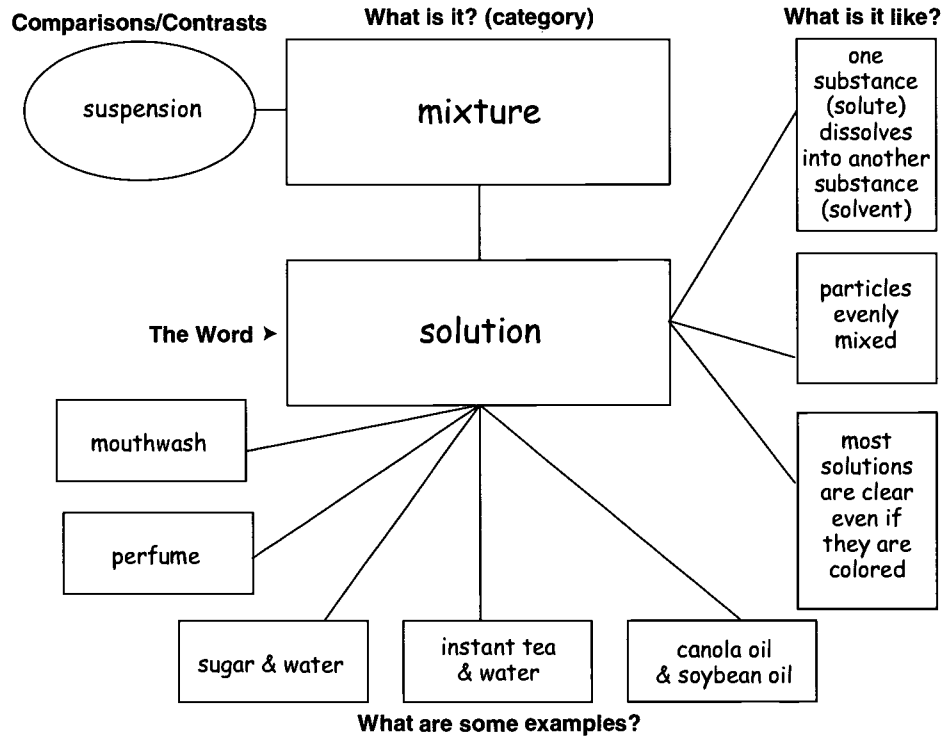 Comparisons/Contrasts
What is it? (category)
What is it like?
suspension
mixture
one
substance
(solute)
dissolves
into another
substance
(solvent)
The Word ➤
solution
particles
evenly
mixed
most
solutions
are clear
even if
they are
colored
mouthwash
perfume
sugar & water
instant tea
& water
canola oil
& soybean oil
What are some examples?